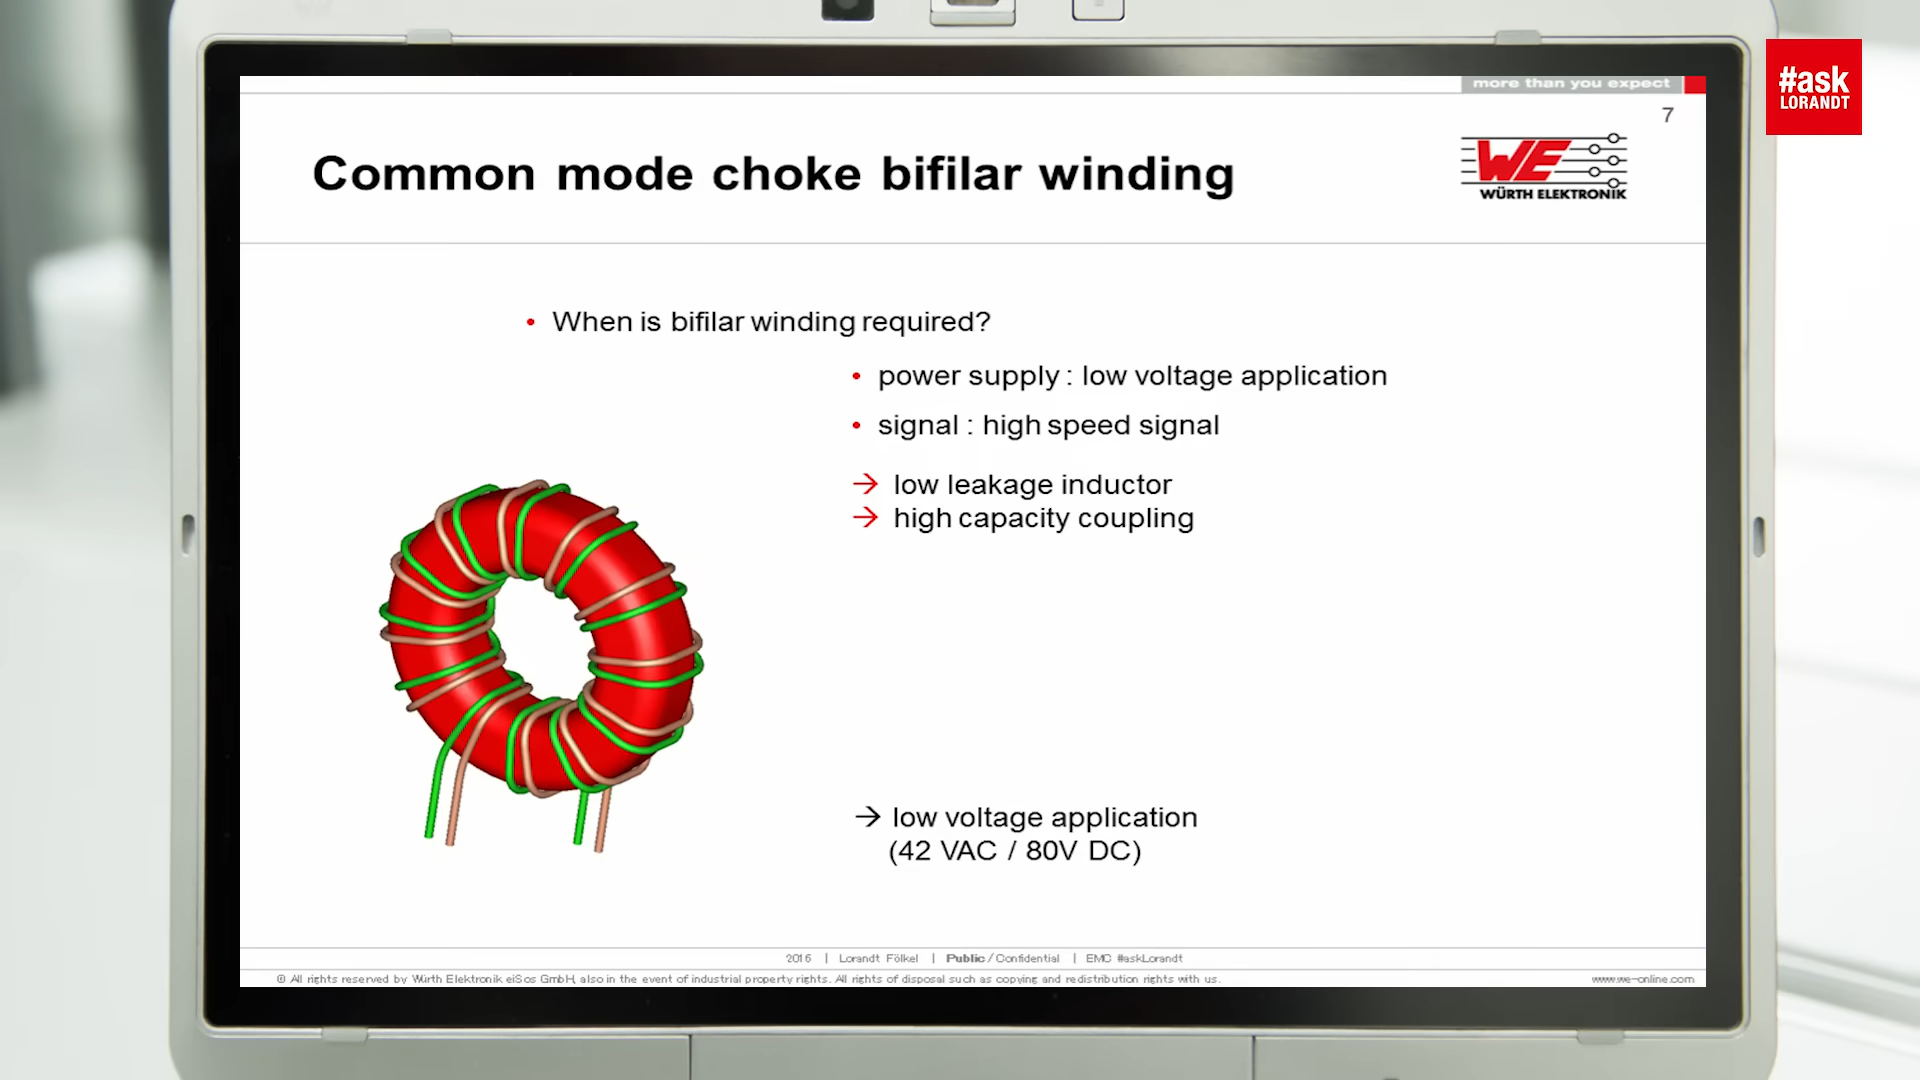 #ask
LORANDT
more than you expect
7
Common mode choke bifilar winding
WE
WÜRTH ELEKTRONIK
• When is bifilar winding required?
• power supply : low voltage application
• signal : high speed signal
→ low leakage inductor
→ high capacity coupling
→ low voltage application
(42 VAC / 80V DC)
2016 | Lorandt Fölkel | Public / Confidential | EMC #askLorandt
© All rights reserved by Würth Elektronik eiSos GmbH, also in the event of industrial property rights. All rights of disposal such as copying and redistribution rights with us.
www.we-online.com